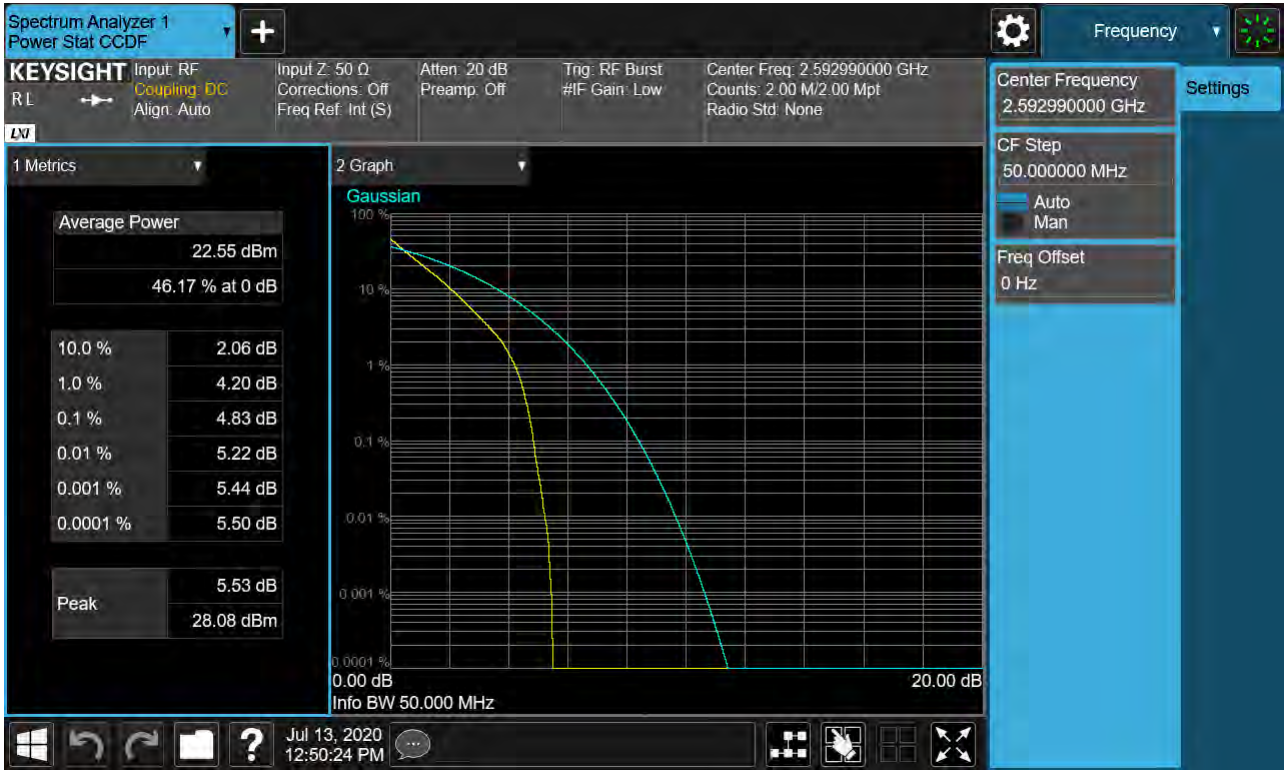 Spectrum Analyzer 1
Power Stat CCDF
Frequency
KEYSIGHT
R L
LXI
Input: RF
Coupling: DC
Align: Auto
Input Z: 50 Ω
Corrections: Off
Freq Ref: Int (S)
Atten: 20 dB
Preamp: Off
Trig: RF Burst
#IF Gain: Low
Center Freq: 2.592990000 GHz
Counts: 2.00 M/2.00 Mpt
Radio Std: None
Center Frequency
2.592990000 GHz
Settings
CF Step
50.000000 MHz
Auto
Man
Freq Offset
0 Hz
1 Metrics
Average Power
22.55 dBm
46.17 % at 0 dB
10.0 % 2.06 dB
1.0 % 4.20 dB
0.1 % 4.83 dB
0.01 % 5.22 dB
0.001 % 5.44 dB
0.0001 % 5.50 dB
Peak
5.53 dB
28.08 dBm
2 Graph
Gaussian
100 %
10 %
1 %
0.1 %
0.01 %
0.001 %
0.0001 %
0.00 dB 20.00 dB
Info BW 50.000 MHz
?
Jul 13, 2020
12:50:24 PM